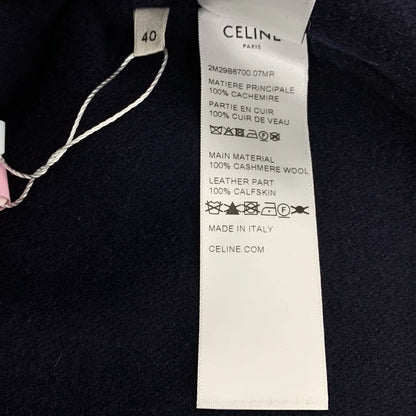 40
CELINE
PARIS
2M2986700.07MR
MATIERE PRINCIPALE
100% CACHEMIRE
PARTIE EN CUIR
100% CUIR DE VEAU
MAIN MATERIAL
100% CASHMERE WOOL
LEATHER PART
100% CALFSKIN
MADE IN ITALY
CELINE.COM